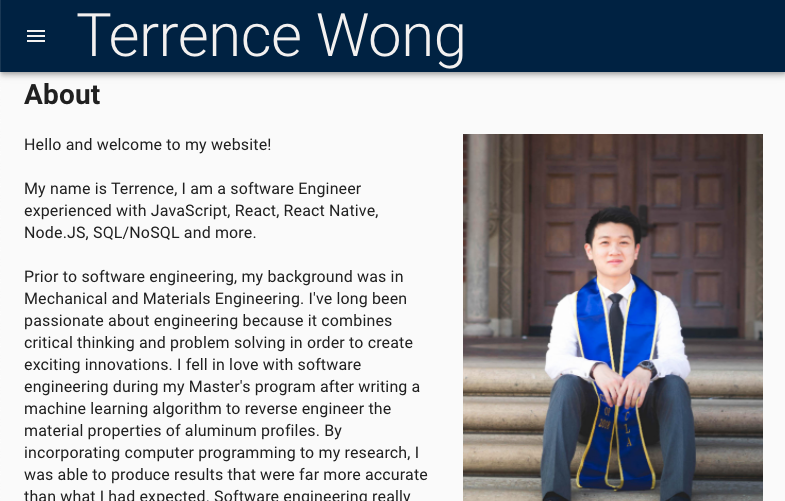 Terrence Wong
About
Hello and welcome to my website!
My name is Terrence, I am a software Engineer
experienced with JavaScript, React, React Native,
Node.JS, SQL/NoSQL and more.
Prior to software engineering, my background was in
Mechanical and Materials Engineering. I've long been
passionate about engineering because it combines
critical thinking and problem solving in order to create
exciting innovations. I fell in love with software
engineering during my Master's program after writing a
machine learning algorithm to reverse engineer the
material properties of aluminum profiles. By
incorporating computer programming to my research, I
was able to produce results that were far more accurate
than what I had expected. Software engineering really